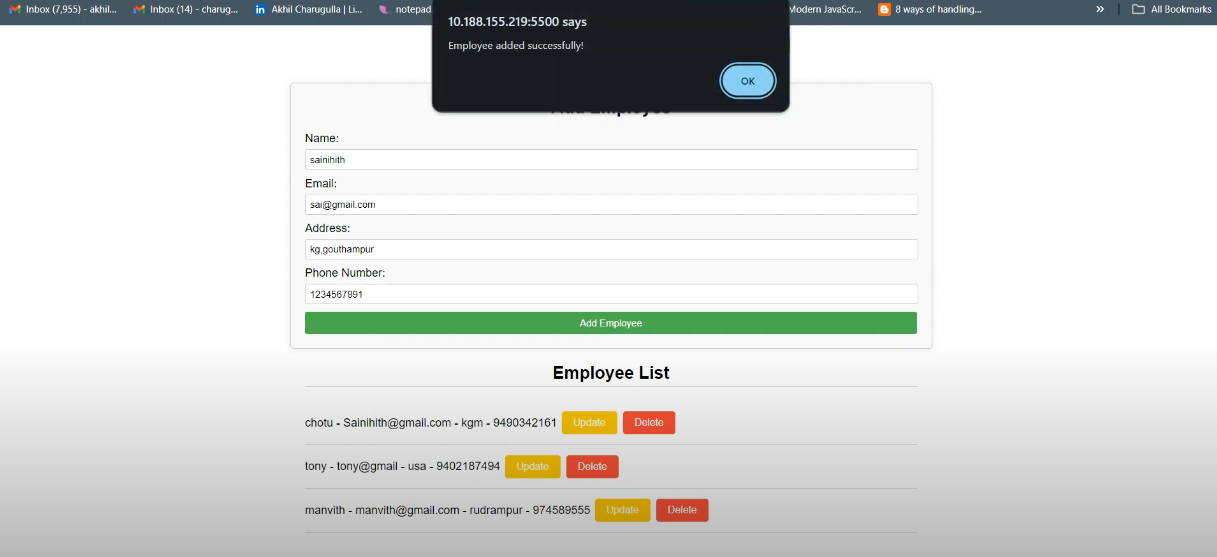 Inbox (7,955) - akhil... Inbox (14) - charug... in Akhil Charugulla | Li... notepad Modern JavaScr... 8 ways of handling... » All Bookmarks
10.188.155.219:5500 says
Employee added successfully!
OK
Add Employee
Name:
sainihith
Email:
sai@gmail.com
Address:
kg,gouthampur
Phone Number:
1234567891
Add Employee
Employee List
chotu - Sainihith@gmail.com - kgm - 9490342161 Update Delete
tony - tony@gmail - usa - 9402187494 Update Delete
manvith - manvith@gmail.com - rudrampur - 974589555 Update Delete